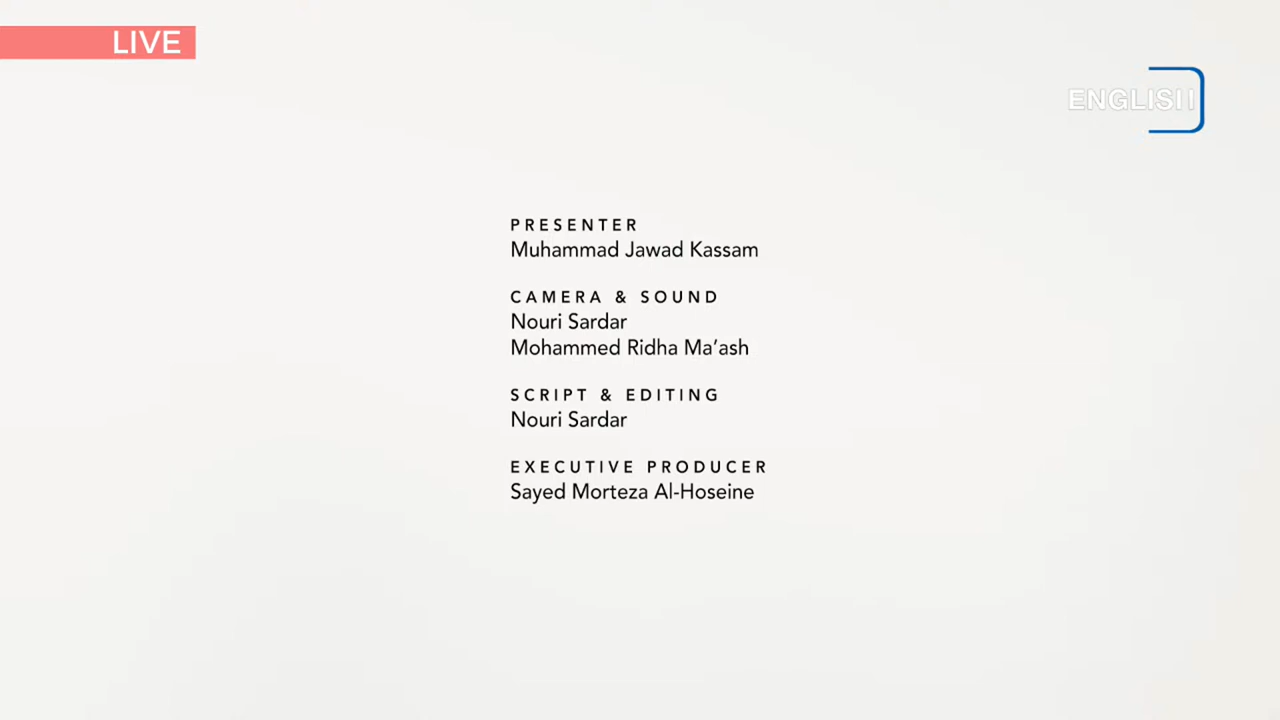 LIVE
ENGLISH
PRESENTER
Muhammad Jawad Kassam
CAMERA & SOUND
Nouri Sardar
Mohammed Ridha Ma’ash
SCRIPT & EDITING
Nouri Sardar
EXECUTIVE PRODUCER
Sayed Morteza Al-Hoseine